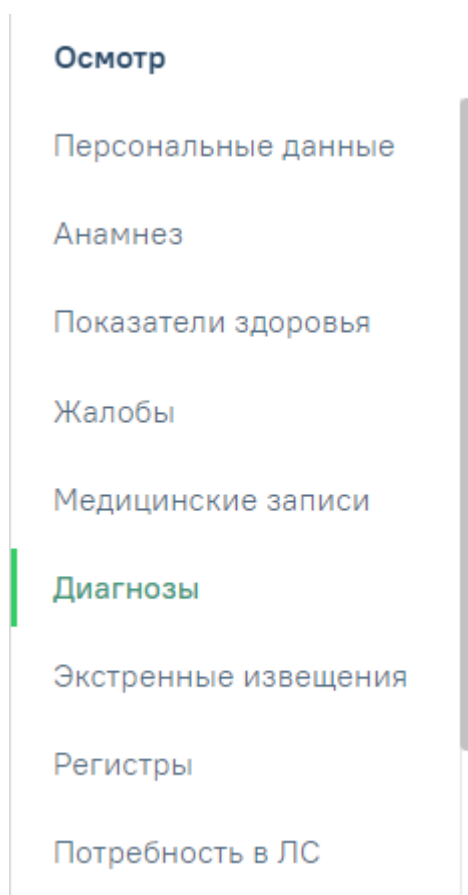 Осмотр
Персональные данные
Анамнез
Показатели здоровья
Жалобы
Медицинские записи
Диагнозы
Экстренные извещения
Регистры
Потребность в ЛС